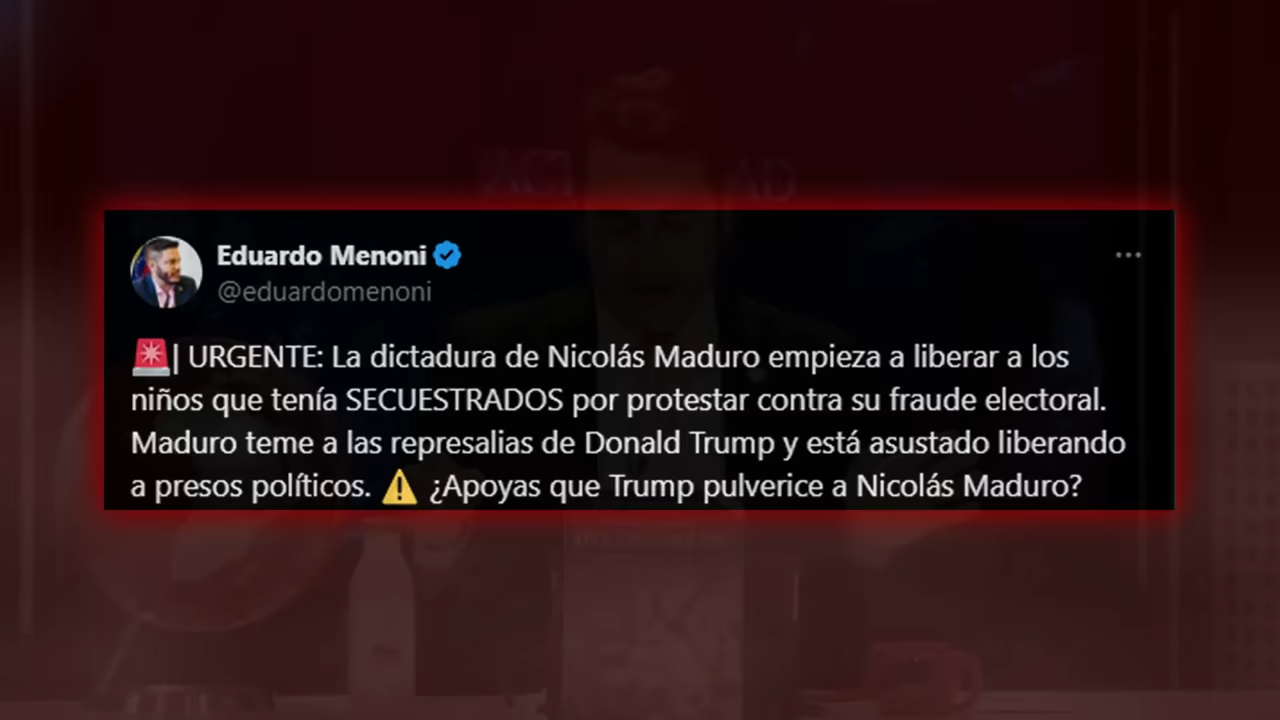 Eduardo Menoni
@eduardomenoni
🚨| URGENTE: La dictadura de Nicolás Maduro empieza a liberar a los
niños que tenía SECUESTRADOS por protestar contra su fraude electoral.
Maduro teme a las represalias de Donald Trump y está asustado liberando
a presos políticos. ⚠️ ¿Apoyas que Trump pulverice a Nicolás Maduro?